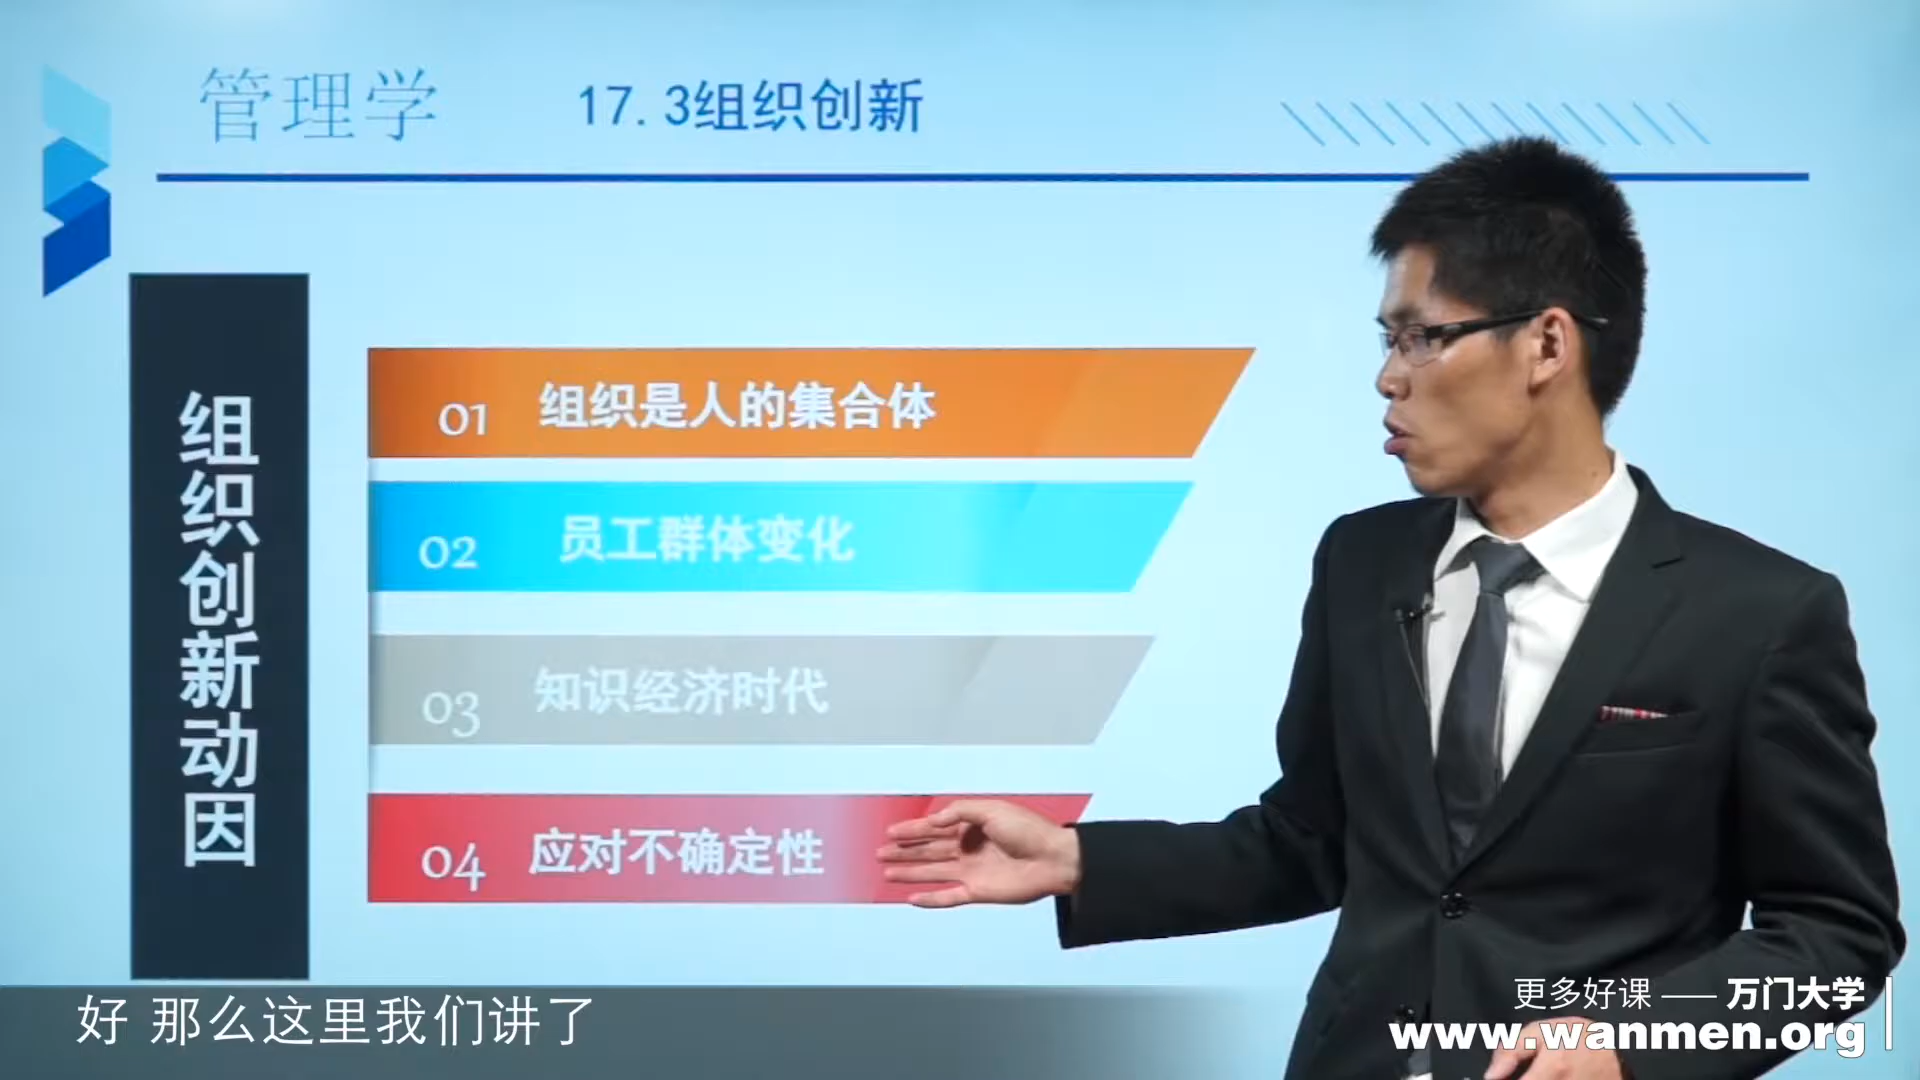 管理学
17.3组织创新
组织创新动因
01 组织是人的集合体
02 员工群体变化
03 知识经济时代
04 应对不确定性
好 那么这里我们讲了
更多好课 —— 万门大学
www.wanmen.org